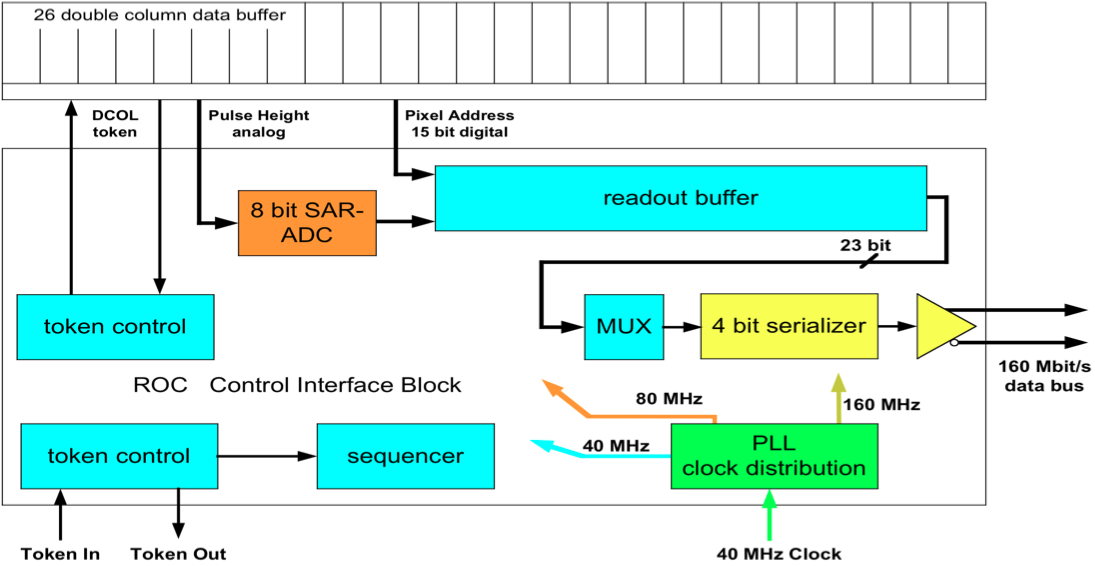 26 double column data buffer
DCOL
token
Pulse Height
analog
Pixel Address
15 bit digital
8 bit SAR-
ADC
readout buffer
23 bit
token control
MUX
4 bit serializer
160 Mbit/s
data bus
ROC Control Interface Block
80 MHz
160 MHz
40 MHz
token control
sequencer
PLL
clock distribution
Token In
Token Out
40 MHz Clock